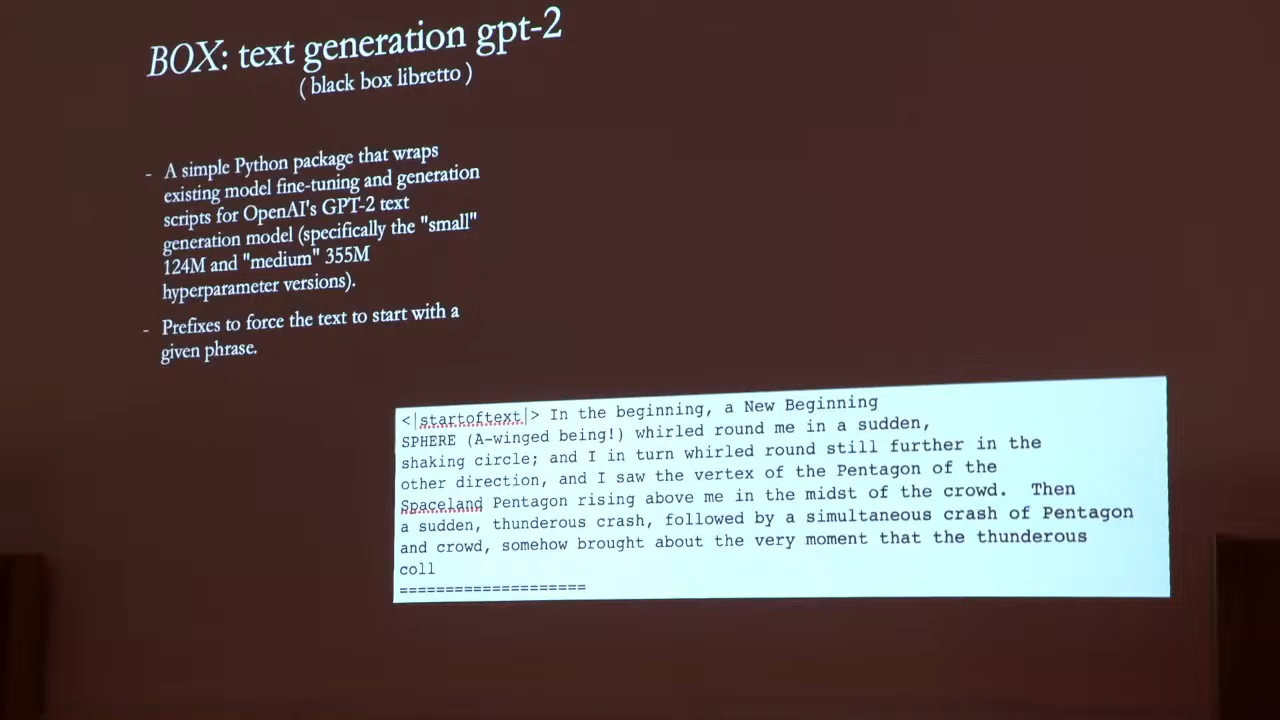 BOX: text generation gpt-2
( black box libretto )
- A simple Python package that wraps
existing model fine-tuning and generation
scripts for OpenAI's GPT-2 text
generation model (specifically the "small"
124M and "medium" 355M
hyperparameter versions).
- Prefixes to force the text to start with a
given phrase.
<|startoftext|> In the beginning, a New Beginning
SPHERE (A-winged being!) whirled round me in a sudden,
shaking circle; and I in turn whirled round still further in the
other direction, and I saw the vertex of the Pentagon of the
Spaceland Pentagon rising above me in the midst of the crowd.  Then
a sudden, thunderous crash, followed by a simultaneous crash of Pentagon
and crowd, somehow brought about the very moment that the thunderous
coll
====================